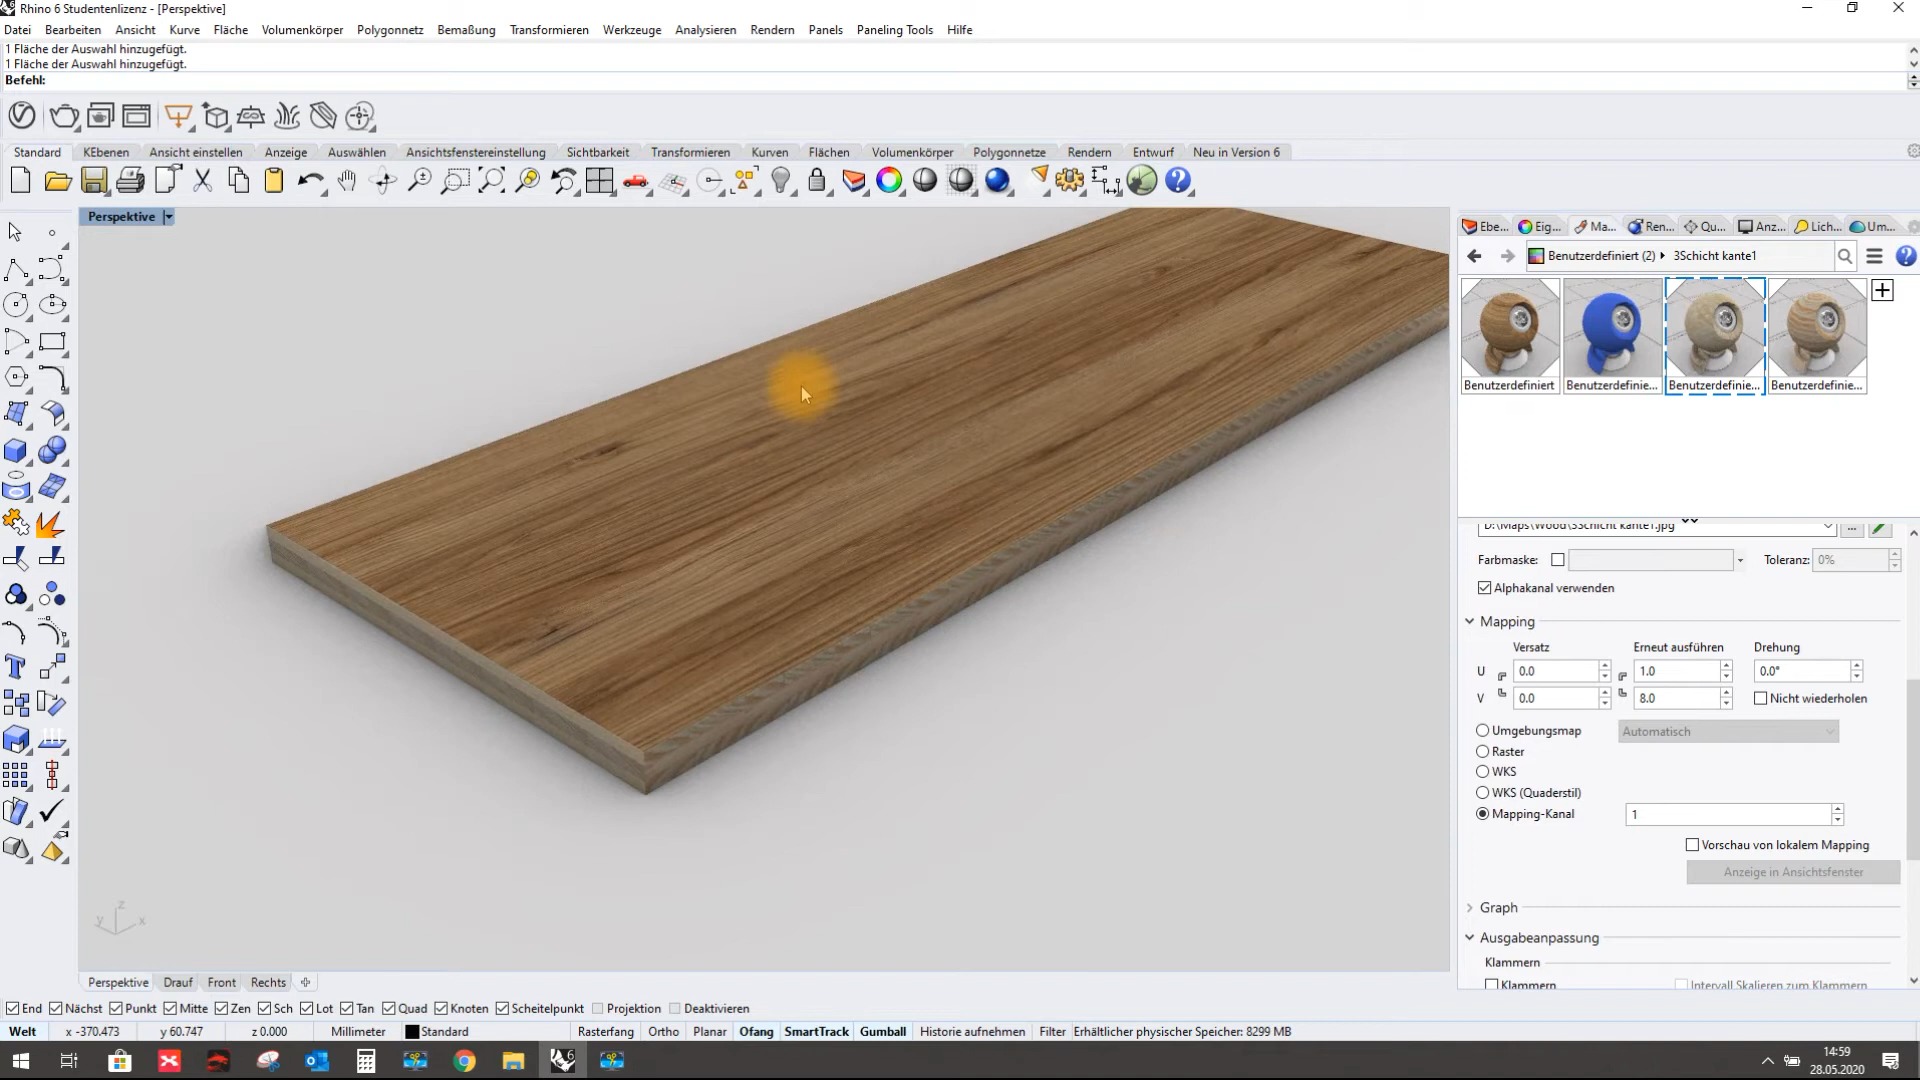 Rhino 6 Studentenlizenz - [Perspektive]
Datei Bearbeiten Ansicht Kurve Fläche Volumenkörper Polygonnetz Bemaßung Transformieren Werkzeuge Analysieren Rendern Panels Paneling Tools Hilfe
1 Fläche der Auswahl hinzugefügt.
1 Fläche der Auswahl hinzugefügt.
Befehl:
Standard KEbenen Ansicht einstellen Anzeige Auswählen Ansichtsfenstereinstellung Sichtbarkeit Transformieren Kurven Flächen Volumenkörper Polygonnetze Rendern Entwurf Neu in Version 6
Perspektive
Ebe... Eig... Ma... Ren... Qu... Anz... Lich... Um...
Benutzerdefiniert (2) 3Schicht kante1
Benutzerdefiniert Benutzerdefinie... Benutzerdefinie... Benutzerdefinie...
D:\Maps\Wood\3Schicht kante1.jpg ...
Farbmaske: Toleranz: 0%
Alphakanal verwenden
Mapping
Versatz Erneut ausführen Drehung
U 0.0 1.0 0.0°
V 0.0 8.0 Nicht wiederholen
Umgebungsmap Automatisch
Raster
WKS
WKS (Quaderstil)
Mapping-Kanal 1
Vorschau von lokalem Mapping
Anzeige in Ansichtsfenster
Graph
Ausgabeanpassung
Klammern
Klammern Intervall Skalieren zum Klammern
z
y x
Perspektive Drauf Front Rechts
End Nächst Punkt Mitte Zen Sch Lot Tan Quad Knoten Scheitelpunkt Projektion Deaktivieren
Welt x -370.473 y 60.747 z 0.000 Millimeter Standard Rasterfang Ortho Planar Ofang SmartTrack Gumball Historie aufnehmen Filter Erhältlicher physischer Speicher: 8299 MB
14:59
28.05.2020